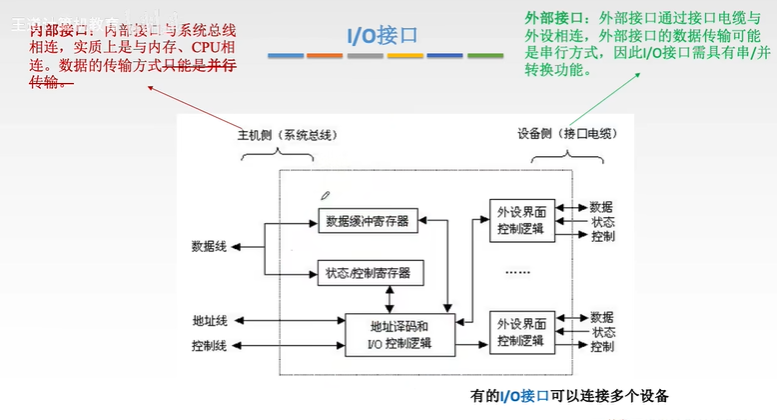 王道计算机教育
I/O接口
内部接口：内部接口与系统总线
相连，实质上是与内存、CPU相
连。数据的传输方式只能是并行
传输。
外部接口：外部接口通过接口电缆与
外设相连，外部接口的数据传输可能
是串行方式，因此I/O接口需具有串/并
转换功能。
主机侧（系统总线）
设备侧（接口电缆）
数据缓冲寄存器
外设界面
控制逻辑
数据
状态
控制
数据线
状态/控制寄存器
……
地址线
控制线
地址译码和
I/O 控制逻辑
外设界面
控制逻辑
数据
状态
控制
有的I/O接口可以连接多个设备